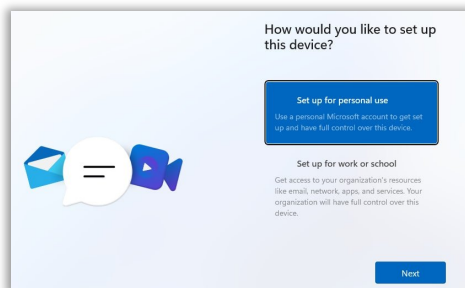 How would you like to set up
this device?
Set up for personal use
Use a personal Microsoft account to get set
up and have full control over this device.
Set up for work or school
Get access to your organization's resources
like email, network, apps, and services. Your
organization will have full control over this
device.
Next